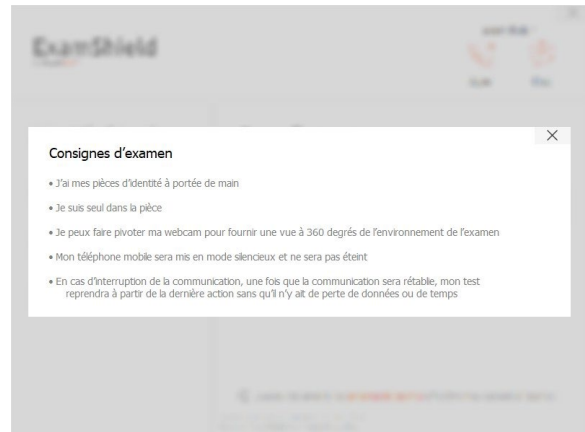 ExamShield
Consignes d'examen
• J'ai mes pièces d'identité à portée de main
• Je suis seul dans la pièce
• Je peux faire pivoter ma webcam pour fournir une vue à 360 degrés de l'environnement de l'examen
• Mon téléphone mobile sera mis en mode silencieux et ne sera pas éteint
• En cas d'interruption de la communication, une fois que la communication sera rétablie, mon test
reprendra à partir de la dernière action sans qu'il n'y ait de perte de données ou de temps